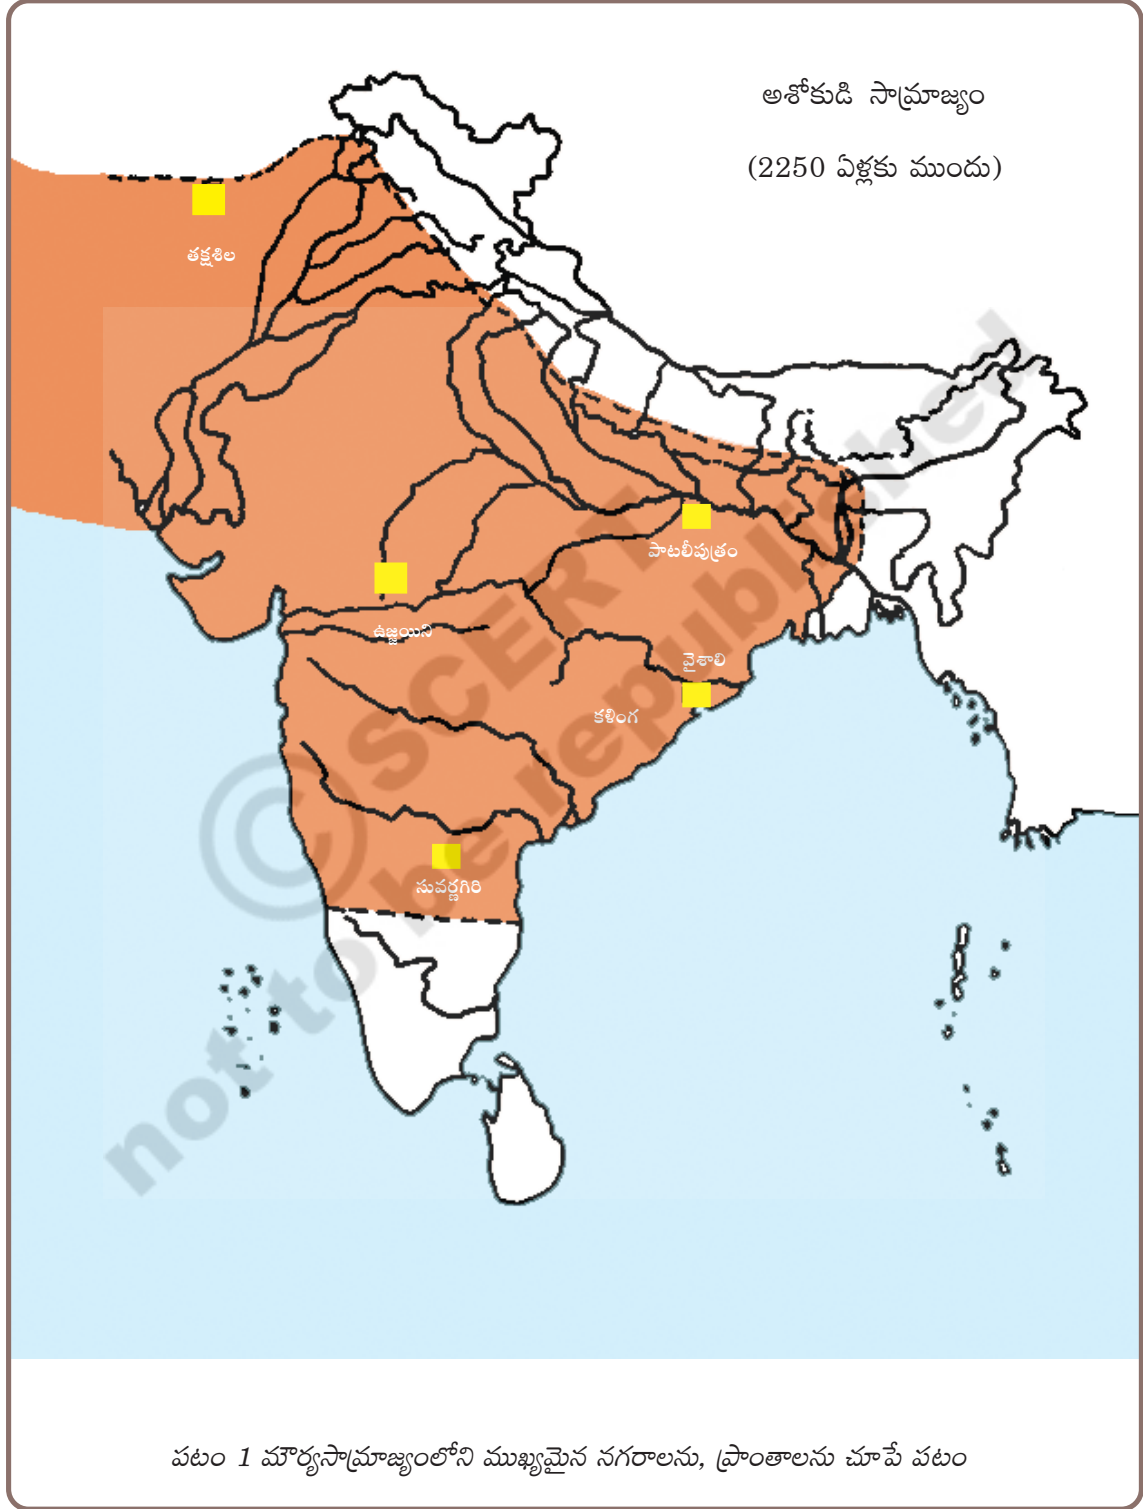 అశోకుడి సామ్రాజ్యం
(2250 ఏళ్లకు ముందు)
తక్షశిల
పాటలీపుత్రం
ఉజ్జయిని
వైశాలి
కళింగ
సువర్ణగిరి
©SCERT
not to be republished
పటం 1 మౌర్యసామ్రాజ్యంలోని ముఖ్యమైన నగరాలను, ప్రాంతాలను చూపే పటం